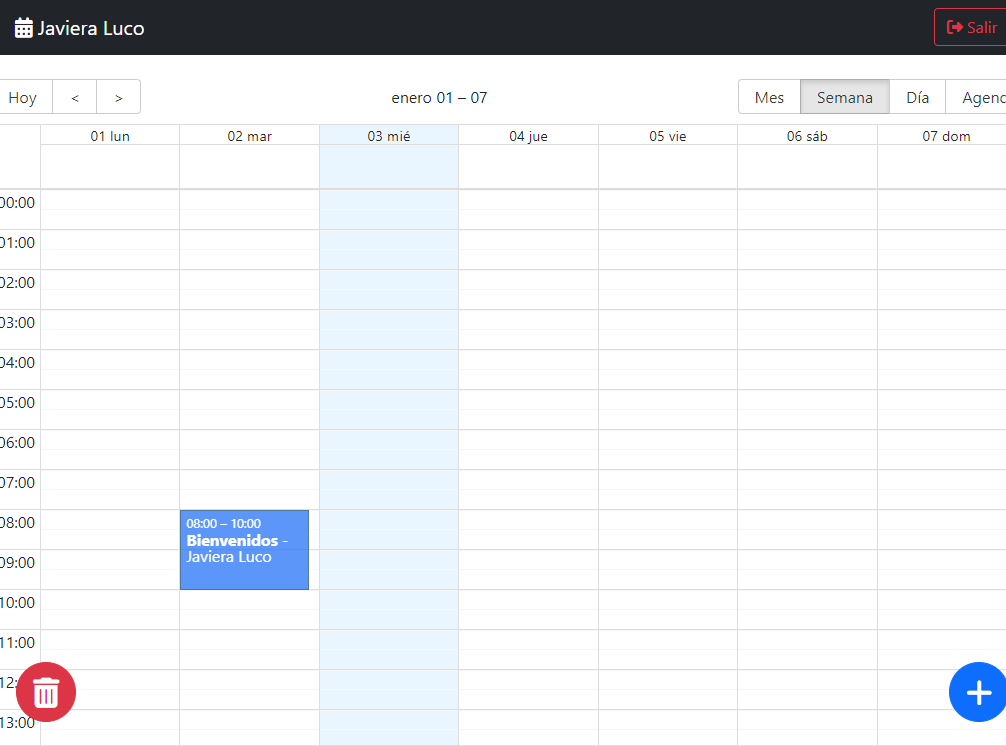 Javiera Luco
Salir
Hoy
<
>
enero 01 – 07
Mes
Semana
Día
01 lun
02 mar
03 mié
04 jue
05 vie
06 sáb
07 dom
00:00
01:00
02:00
03:00
04:00
05:00
06:00
07:00
08:00
08:00 – 10:00
Bienvenidos -
Javiera Luco
09:00
10:00
11:00
12:
13:00